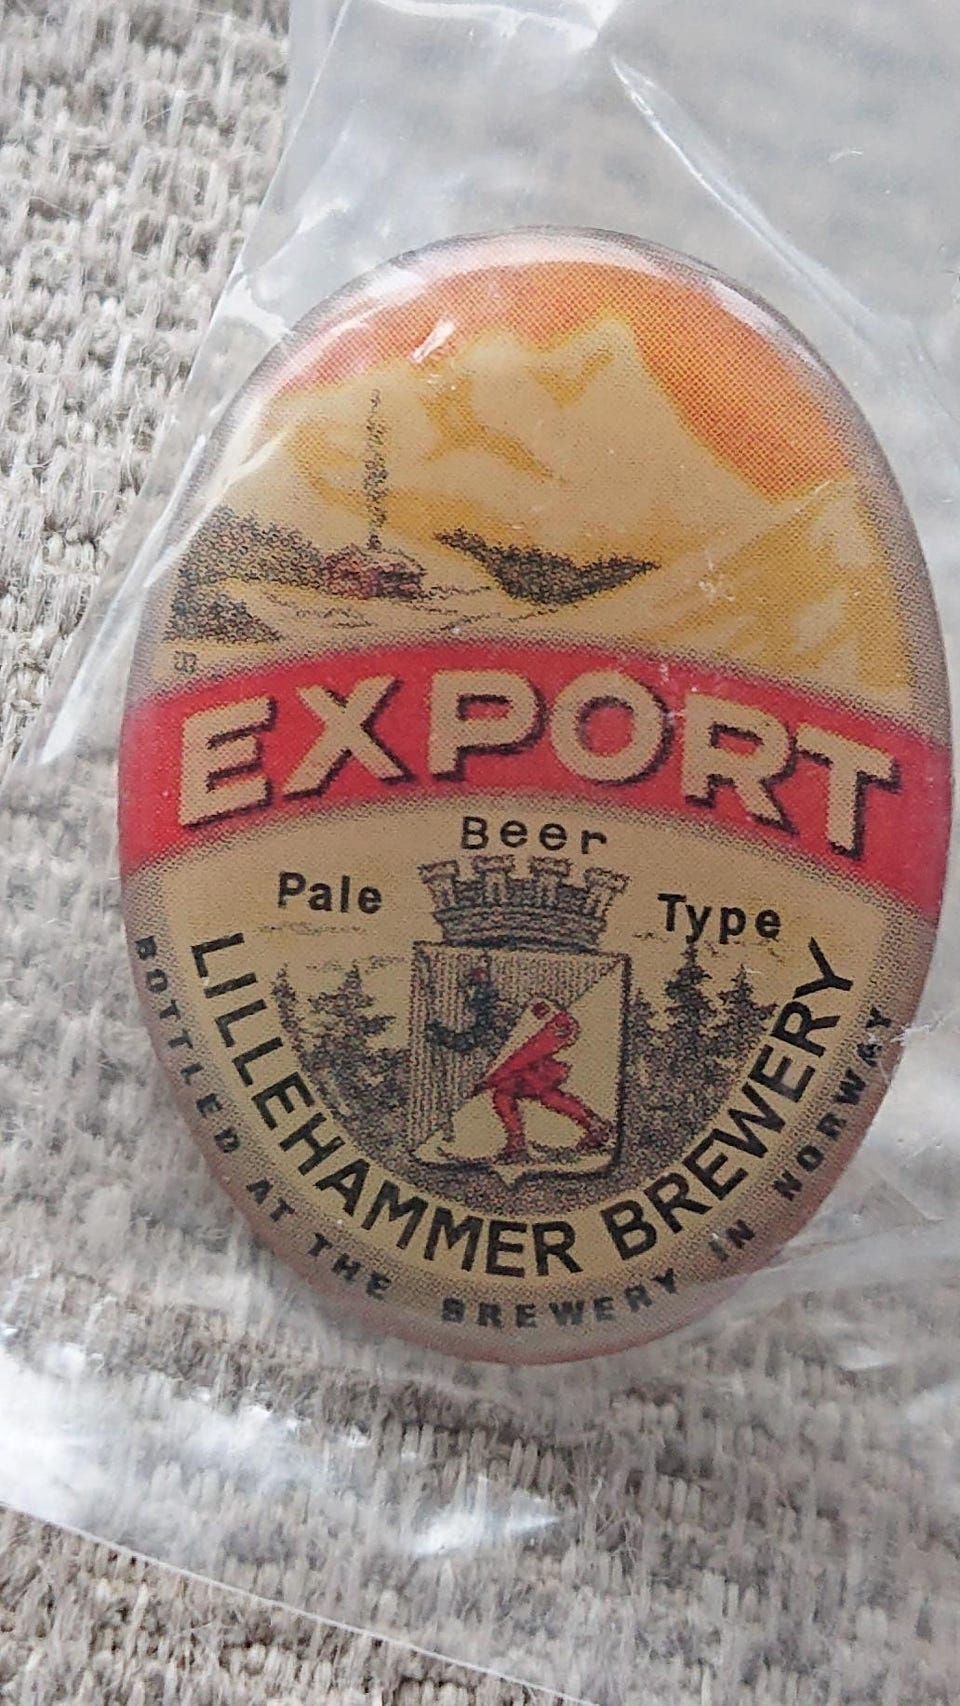 EXPORT
Beer
Pale Type
LILLEHAMMER BREWERY
BOTTLED AT THE BREWERY IN NORWAY